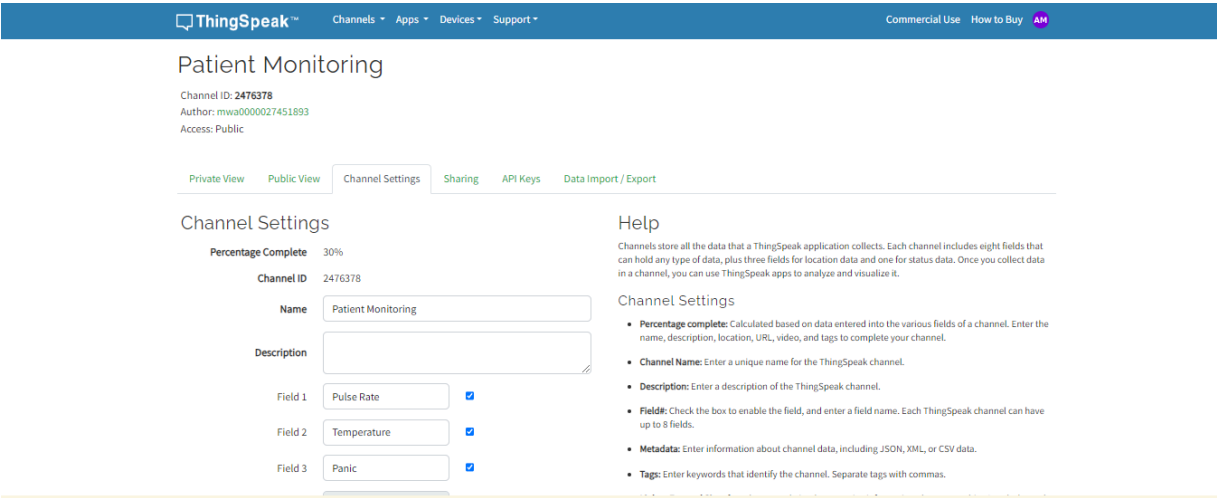 ThingSpeak™ Channels Apps Devices Support Commercial Use How to Buy AM
Patient Monitoring
Channel ID: 2476378
Author: mwa0000027451893
Access: Public
Private View Public View Channel Settings Sharing API Keys Data Import / Export
Channel Settings
Percentage Complete 30%
Channel ID 2476378
Name Patient Monitoring
Description
Field 1 Pulse Rate
Field 2 Temperature
Field 3 Panic
Help
Channels store all the data that a ThingSpeak application collects. Each channel includes eight fields that
can hold any type of data, plus three fields for location data and one for status data. Once you collect data
in a channel, you can use ThingSpeak apps to analyze and visualize it.
Channel Settings
• Percentage complete: Calculated based on data entered into the various fields of a channel. Enter the
name, description, location, URL, video, and tags to complete your channel.
• Channel Name: Enter a unique name for the ThingSpeak channel.
• Description: Enter a description of the ThingSpeak channel.
• Field#: Check the box to enable the field, and enter a field name. Each ThingSpeak channel can have
up to 8 fields.
• Metadata: Enter information about channel data, including JSON, XML, or CSV data.
• Tags: Enter keywords that identify the channel. Separate tags with commas.